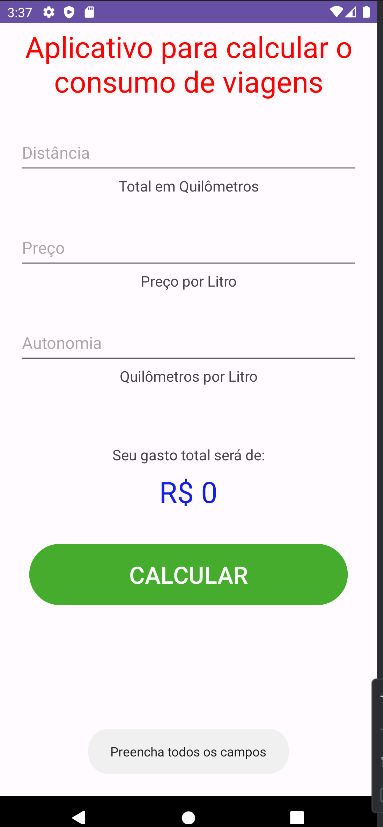 3:37
Aplicativo para calcular o
consumo de viagens
Distância
Total em Quilômetros
Preço
Preço por Litro
Autonomia
Quilômetros por Litro
Seu gasto total será de:
R$ 0
CALCULAR
Preencha todos os campos